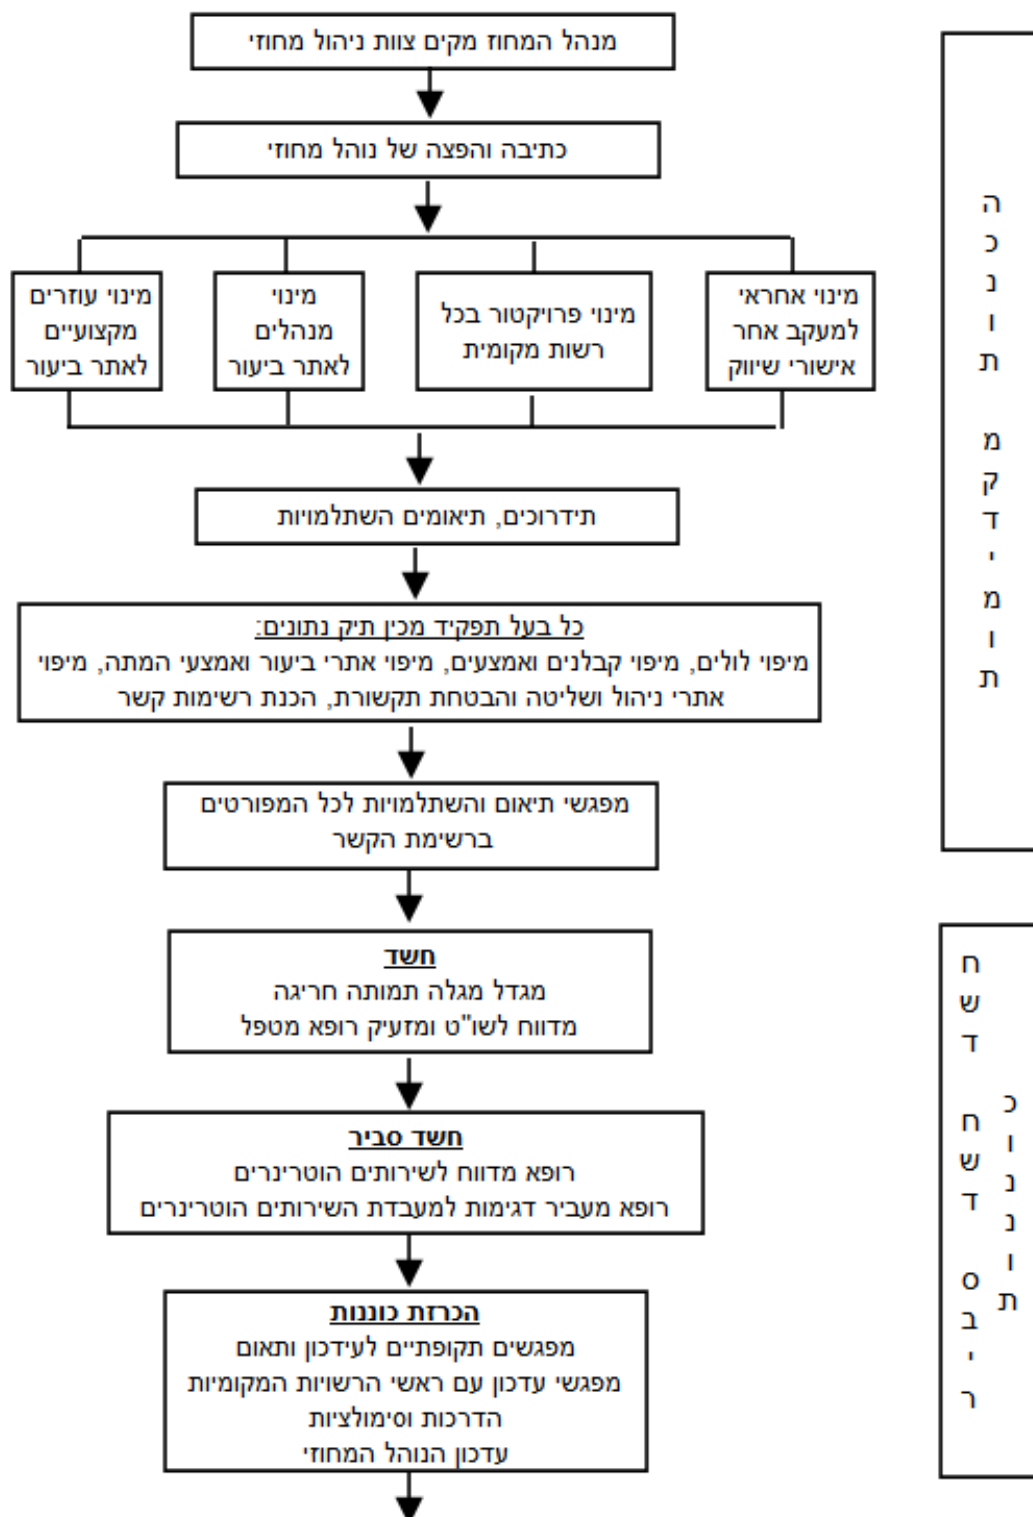 מנהל המחוז מקים צוות ניהול מחוזי
כתיבה והפצה של נוהל מחוזי
מינוי אחראי
למעקב אחר
אישורי שיווק
מינוי פרויקטור בכל
רשות מקומית
מינוי
מנהלים
לאתר ביעור
מינוי עוזרים
מקצועיים
לאתר ביעור
תידרוכים, תיאומים השתלמויות
כל בעל תפקיד מכין תיק נתונים:
מיפוי לולים, מיפוי קבלנים ואמצעים, מיפוי אתרי ביעור ואמצעי המתה, מיפוי
אתרי ניהול ושליטה והבטחת תקשורת, הכנת רשימות קשר
מפגשי תיאום והשתלמויות לכל המפורטים
ברשימת הקשר
הכנות מקדימות
חשד
מגדל מגלה תמותה חריגה
מדווח לשו"ט ומזעיק רופא מטפל
חשד סביר
רופא מדווח לשירותים הוטרינרים
רופא מעביר דגימות למעבדת השירותים הוטרינרים
הכרזת כוננות
מפגשים תקופתיים לעידכון ותאום
מפגשי עדכון עם ראשי הרשויות המקומיות
הדרכות וסימולציות
עדכון הנוהל המחוזי
חשד חשד סביר
כוננות